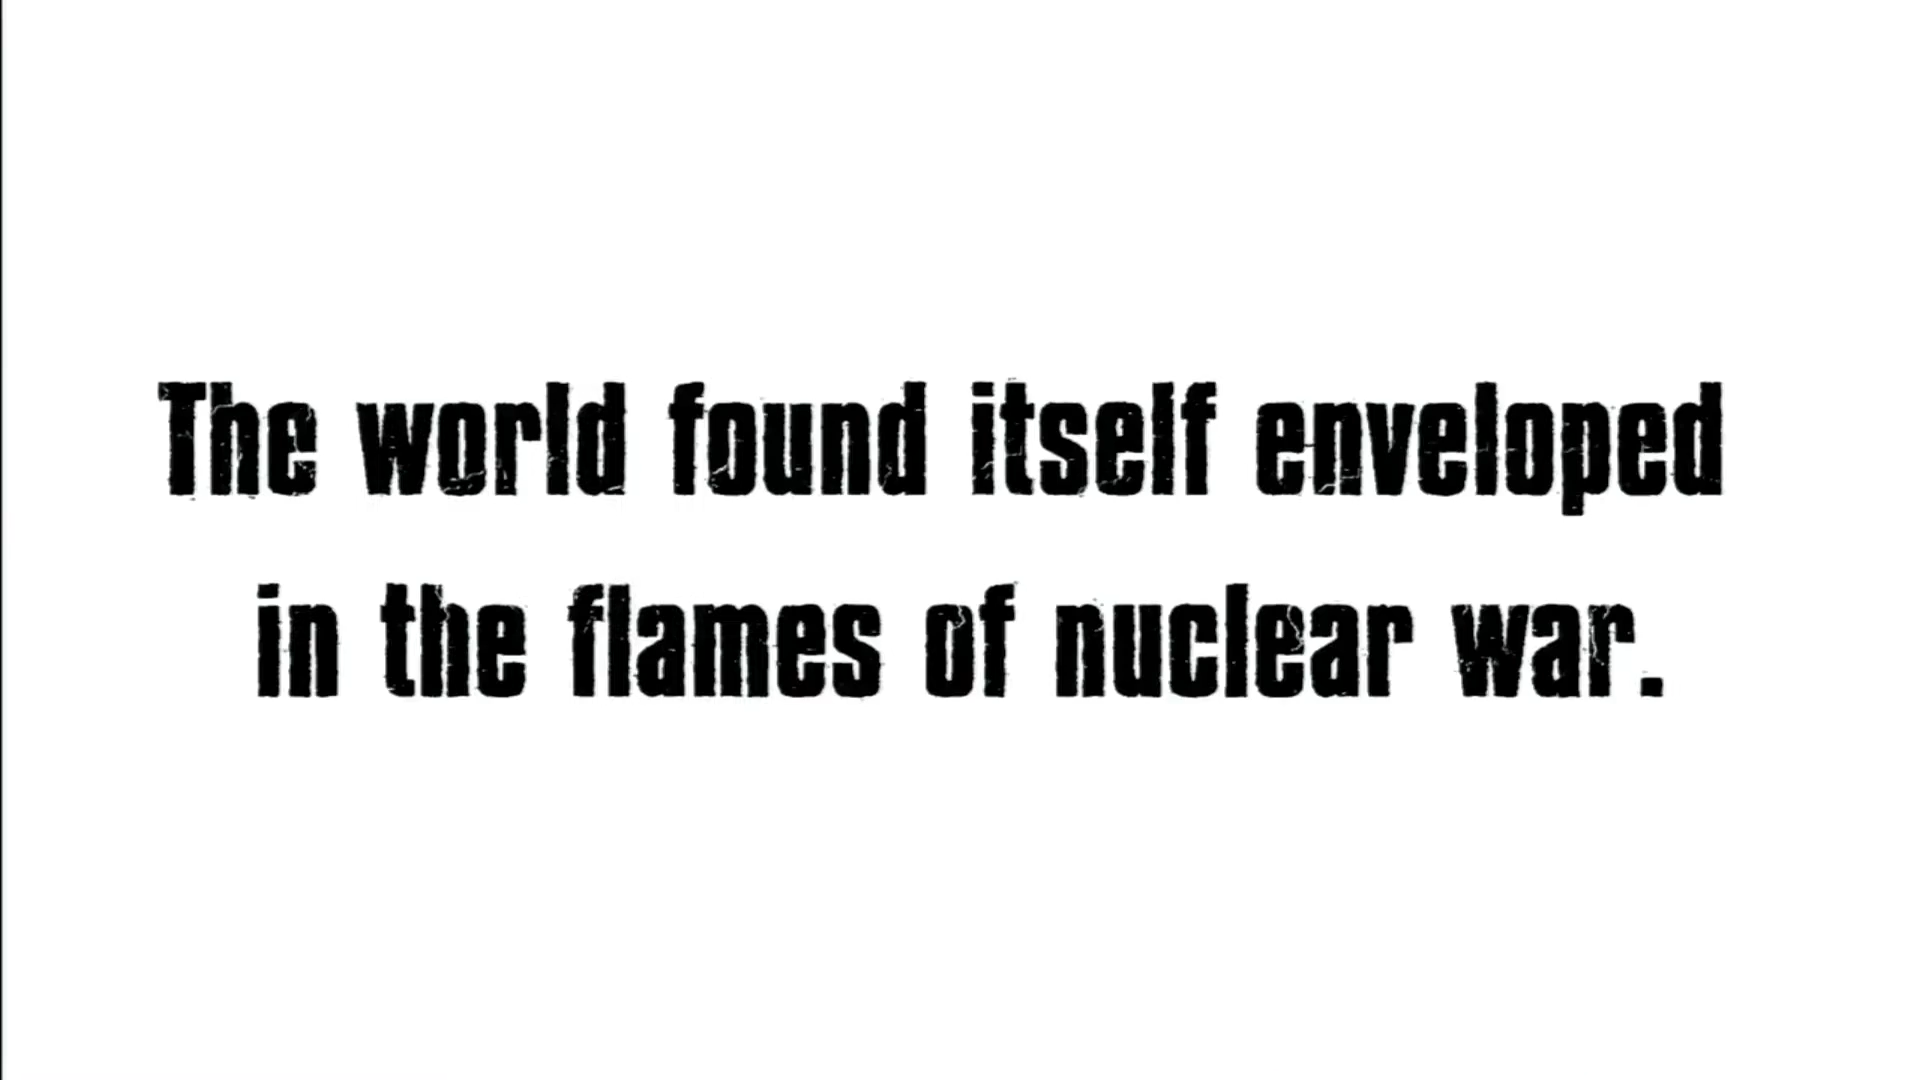 The world found itself enveloped
in the flames of nuclear war.